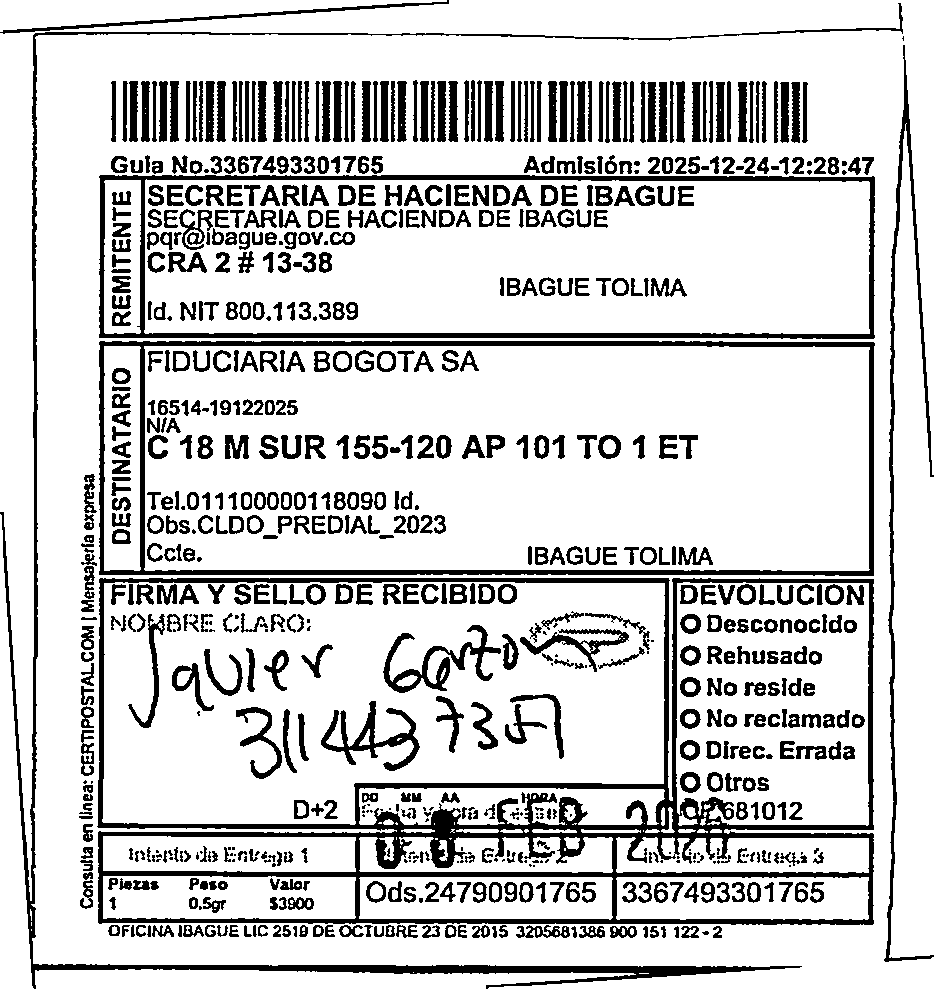 Guia No.3367493301765 Admisión: 2025-12-24-12:28:47
REMITENTE
SECRETARIA DE HACIENDA DE IBAGUE
SECRETARIA DE HACIENDA DE IBAGUE
pqr@ibague.gov.co
CRA 2 # 13-38
IBAGUE TOLIMA
Id. NIT 800.113.389
DESTINATARIO
FIDUCIARIA BOGOTA SA
16514-19122025
N/A
C 18 M SUR 155-120 AP 101 TO 1 ET
Tel.011100000118090 Id.
Obs.CLDO_PREDIAL_2023
Ccte. IBAGUE TOLIMA
Consulta en línea: CERTIPOSTAL.COM | Mensajería expresa
FIRMA Y SELLO DE RECIBIDO
NOMBRE CLARO:
Javier Garzon
DEVOLUCION
Desconocido
Rehusado
No reside
No reclamado
Direc. Errada
Otros
D+2
DD MM AA HORA
FEB
Intento de Entrega 1
Intento de Entrega 3
Piezas Peso Valor
1 0,5gr $3900
Ods.24790901765 3367493301765
OFICINA IBAGUE LIC 2519 DE OCTUBRE 23 DE 2015 3205681386 900 151 122 - 2